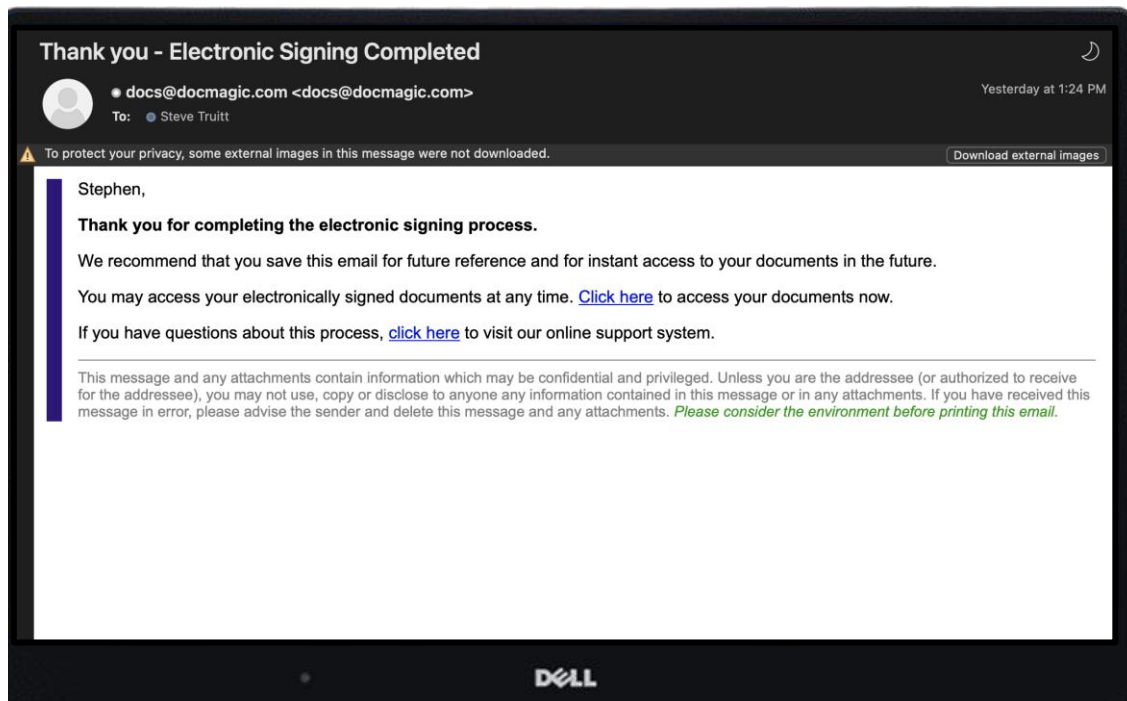 Thank you - Electronic Signing Completed
docs@docmagic.com <docs@docmagic.com>
Yesterday at 1:24 PM
To: Steve Truitt
To protect your privacy, some external images in this message were not downloaded.
Download external images
Stephen,
Thank you for completing the electronic signing process.
We recommend that you save this email for future reference and for instant access to your documents in the future.
You may access your electronically signed documents at any time. Click here to access your documents now.
If you have questions about this process, click here to visit our online support system.
This message and any attachments contain information which may be confidential and privileged. Unless you are the addressee (or authorized to receive
for the addressee), you may not use, copy or disclose to anyone any information contained in this message or in any attachments. If you have received this
message in error, please advise the sender and delete this message and any attachments. Please consider the environment before printing this email.
DELL